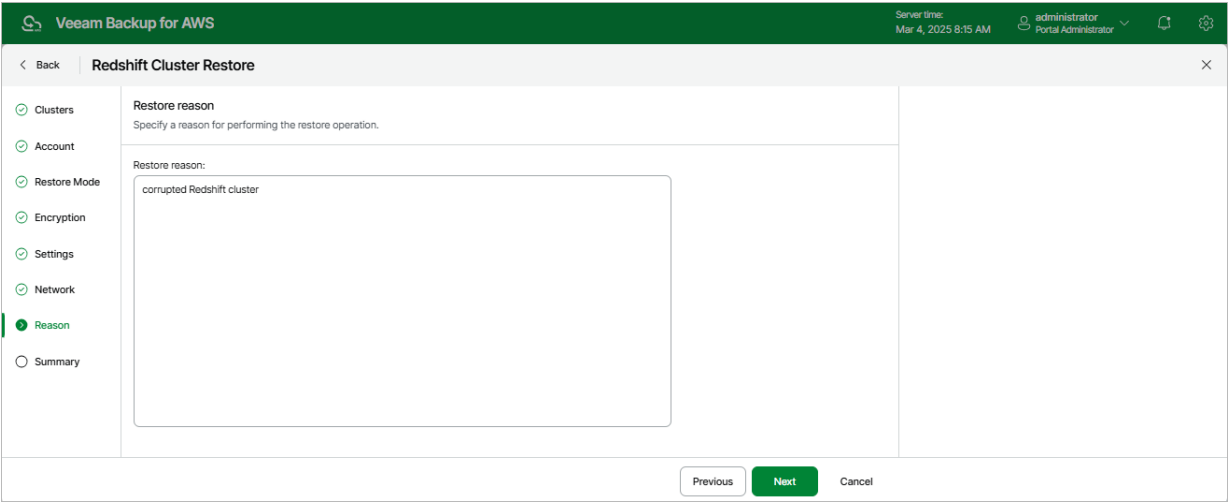 Veeam Backup for AWS
Server time:
Mar 4, 2025 8:15 AM
administrator
Portal Administrator
Back
Redshift Cluster Restore
Clusters
Account
Restore Mode
Encryption
Settings
Network
Reason
Summary
Restore reason
Specify a reason for performing the restore operation.
Restore reason:
corrupted Redshift cluster
Previous
Next
Cancel